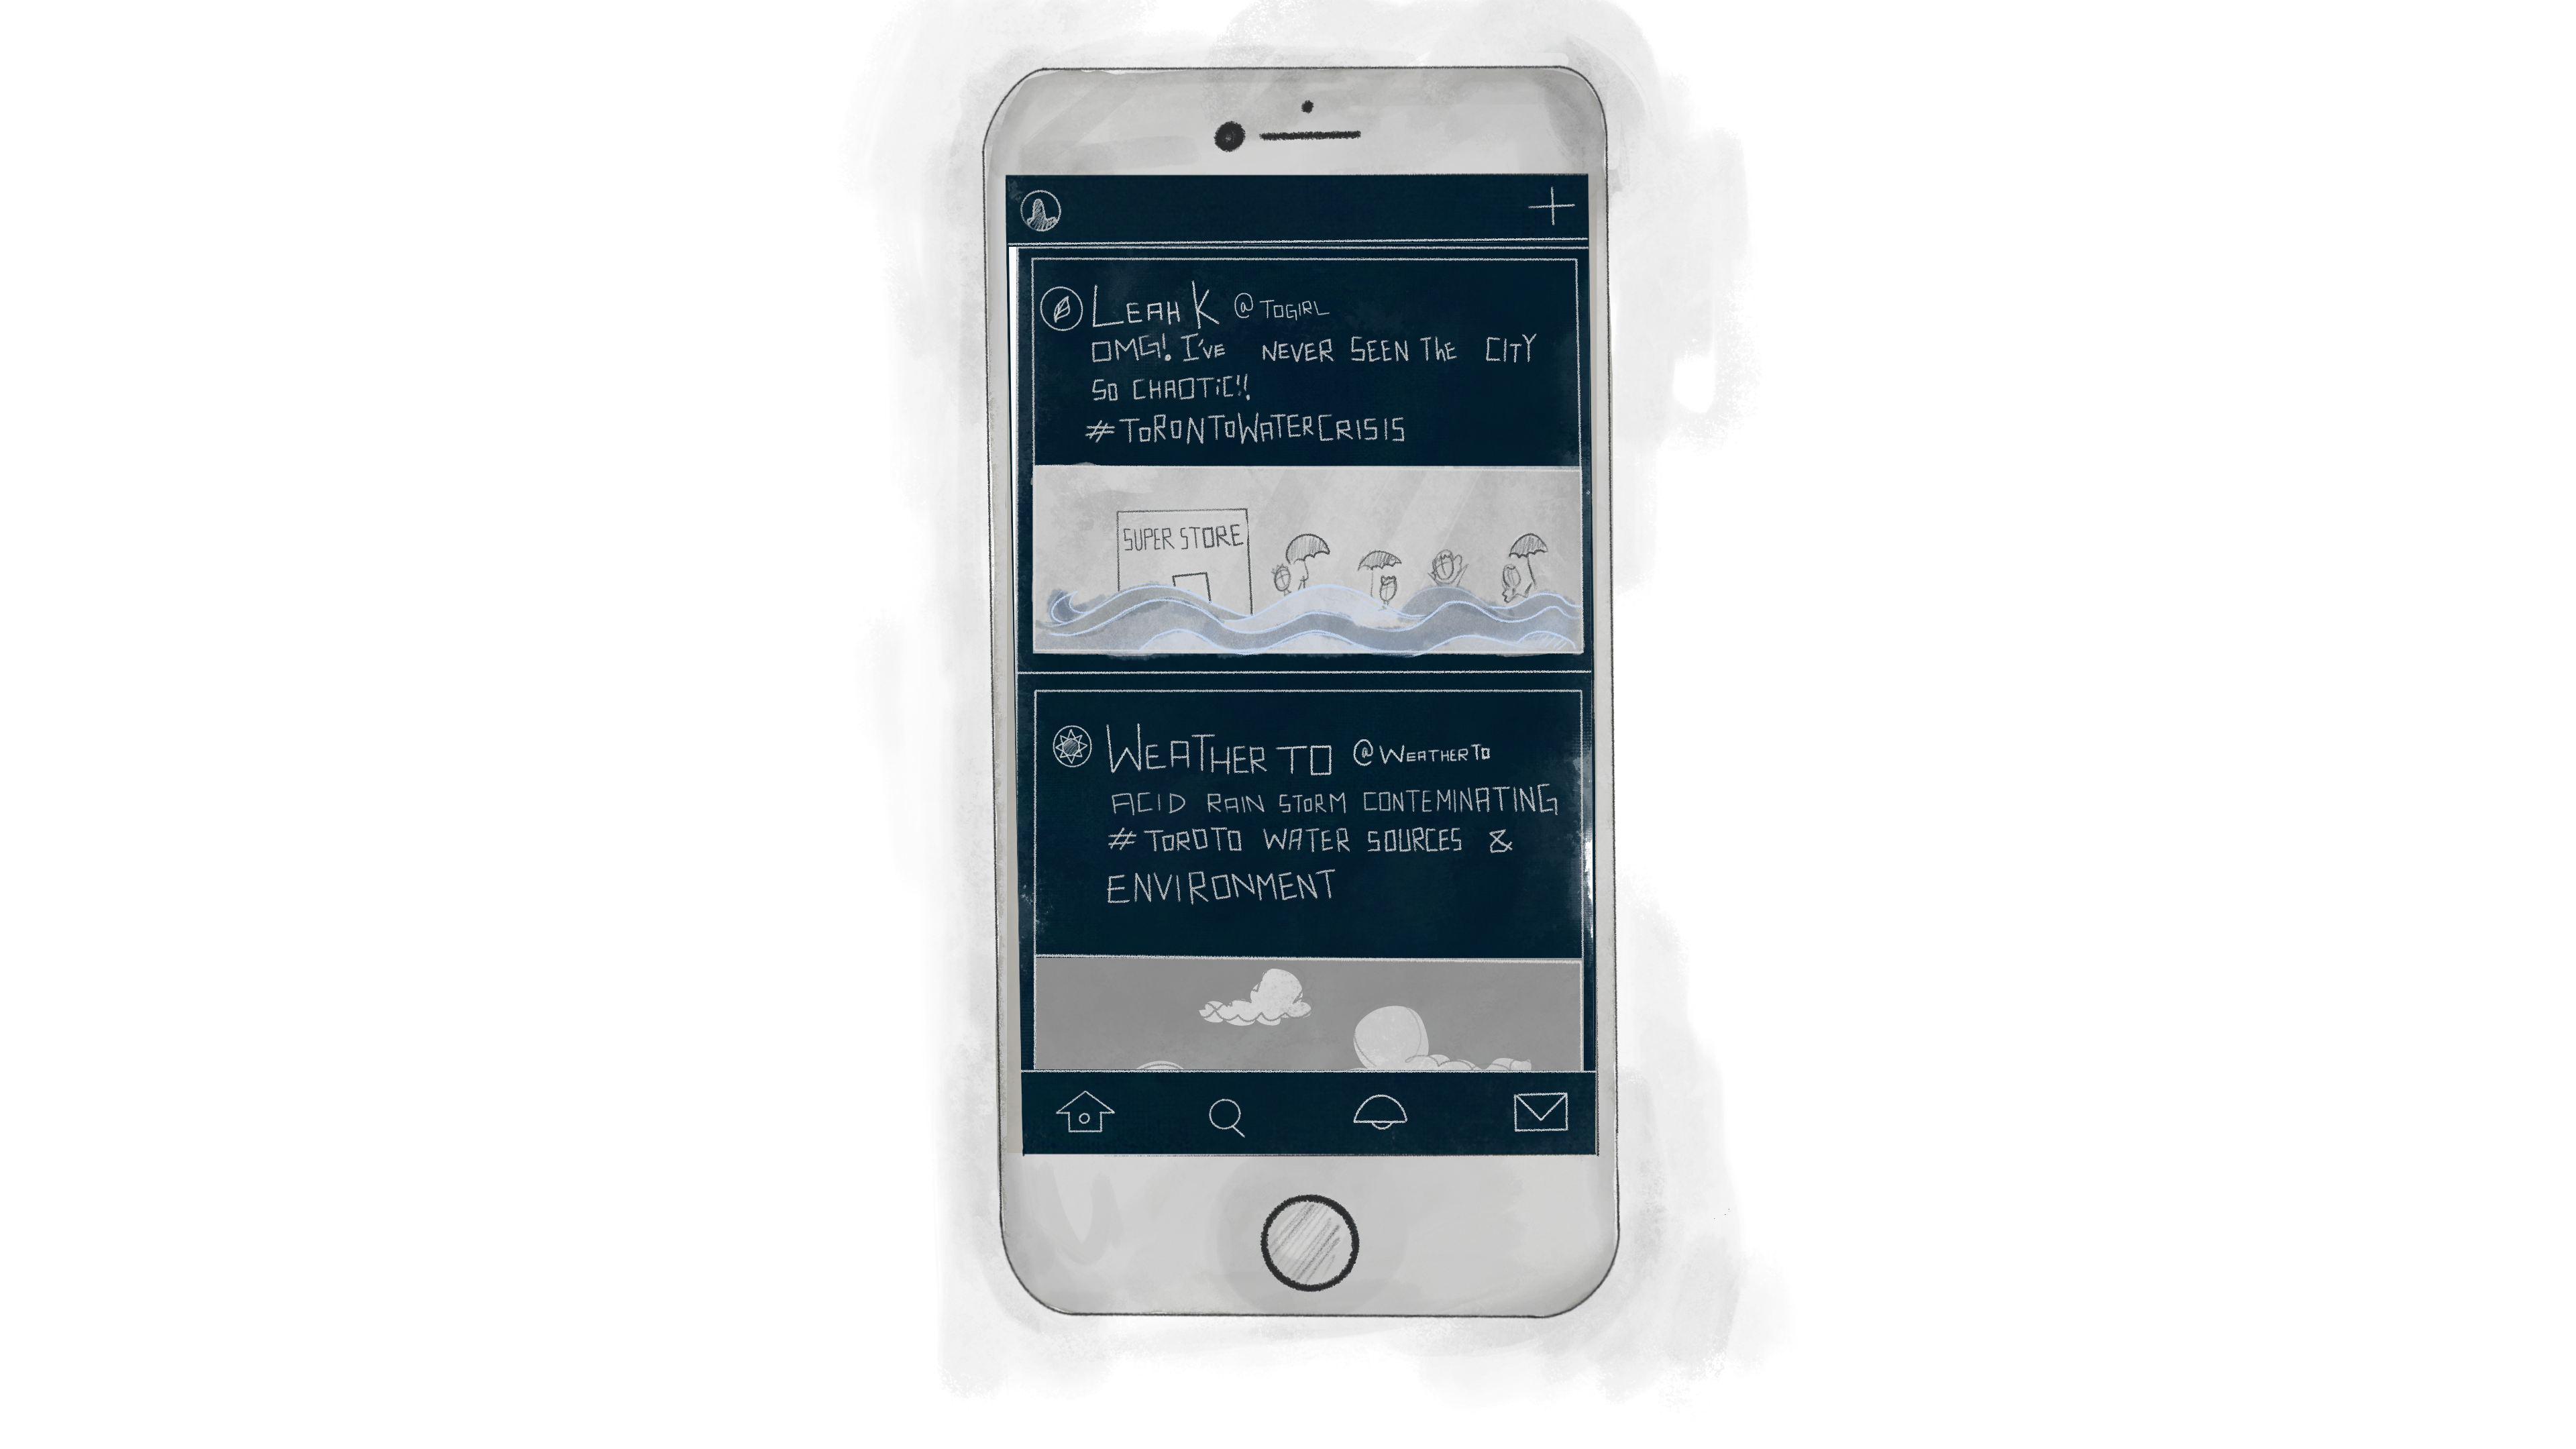 LEAH K @TOGIRL
OMG! I'VE NEVER SEEN THE CITY
SO CHAOTIC!!
#TORONTOWATERCRISIS
SUPER STORE
WEATHER TO @WEATHERTO
ACID RAIN STORM CONTEMINATING
#TOROTO WATER SOURCES &
ENVIRONMENT